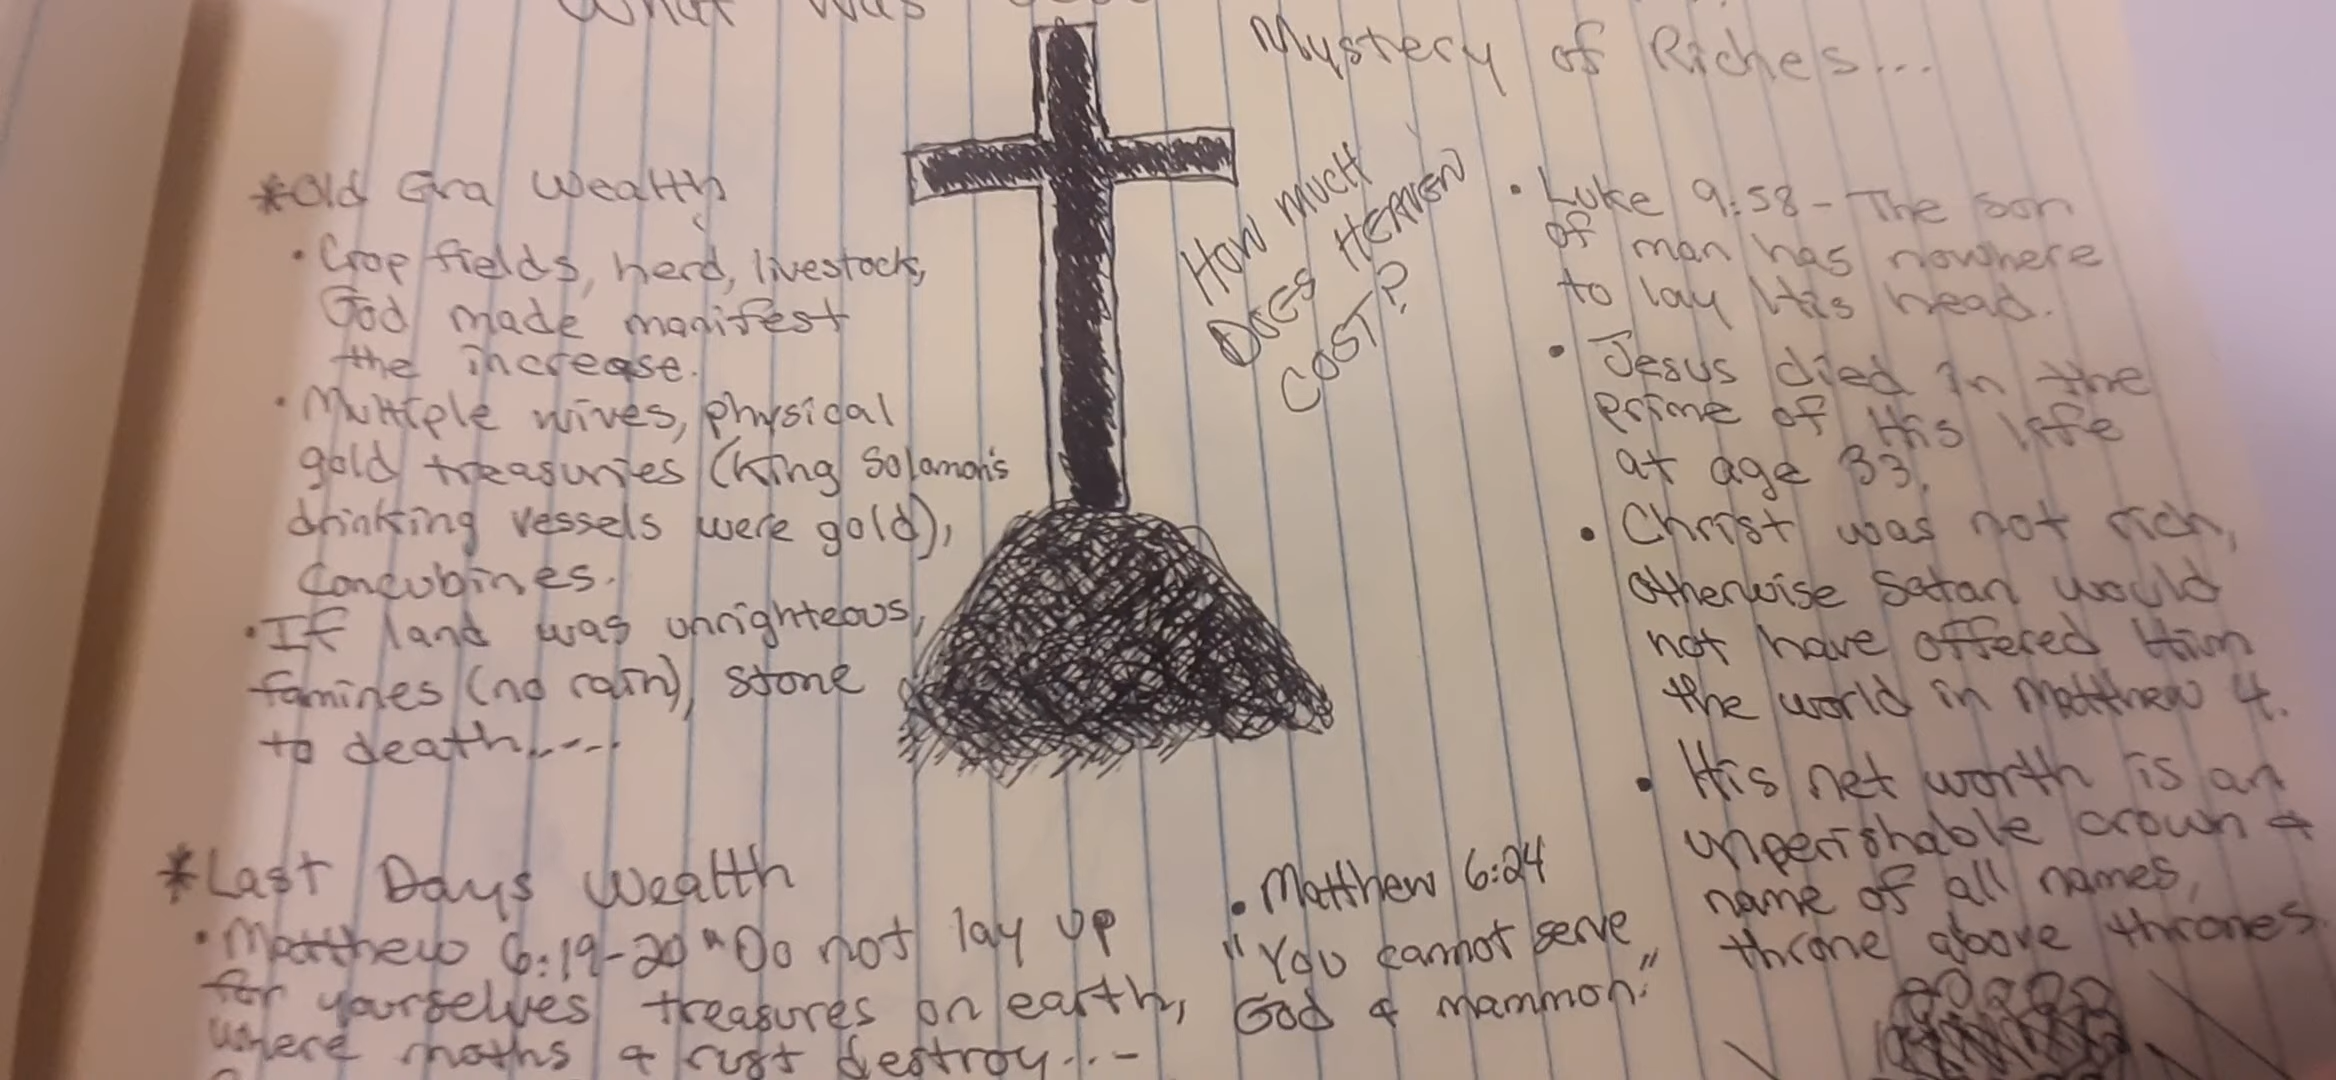 What was
Mystery of Riches...
*Old Era Wealth
• Crop fields, herd, livestock,
God made manifest
the increase.
• Multiple wives, physical
gold treasuries (King Solomon's
drinking vessels were gold),
concubines.
• If land was unrighteous,
famines (no rain), stone
to death......
HOW MUCH
DOES HEAVEN
COST?
• Luke 9:58 - The son
of man has nowhere
to lay His head.
• Jesus died in the
prime of His life
at age 33.
• Christ was not rich,
otherwise Satan would
not have offered Him
the world in Matthew 4.
• His net worth is an
unperishable crown &
name of all names,
throne above thrones.
*Last Days Wealth
• Matthew 6:19-20 "Do not lay up
for yourselves treasures on earth,
where moths & rust destroy...-
• Matthew 6:24
"You cannot serve
God & mammon."